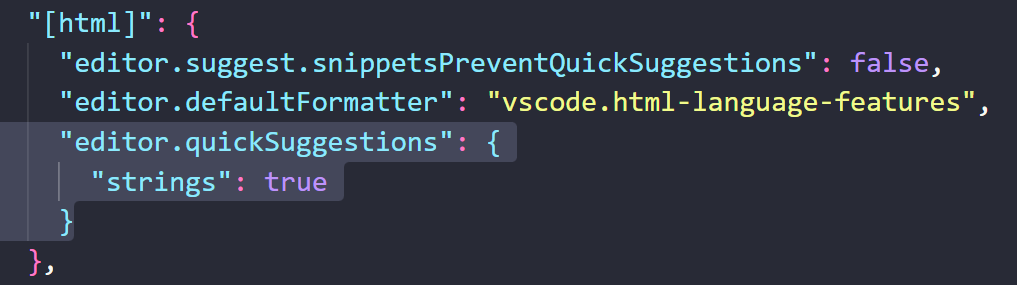 "[html]": {
"editor.suggest.snippetsPreventQuickSuggestions": false,
"editor.defaultFormatter": "vscode.html-language-features",
"editor.quickSuggestions": {
"strings": true
}
},